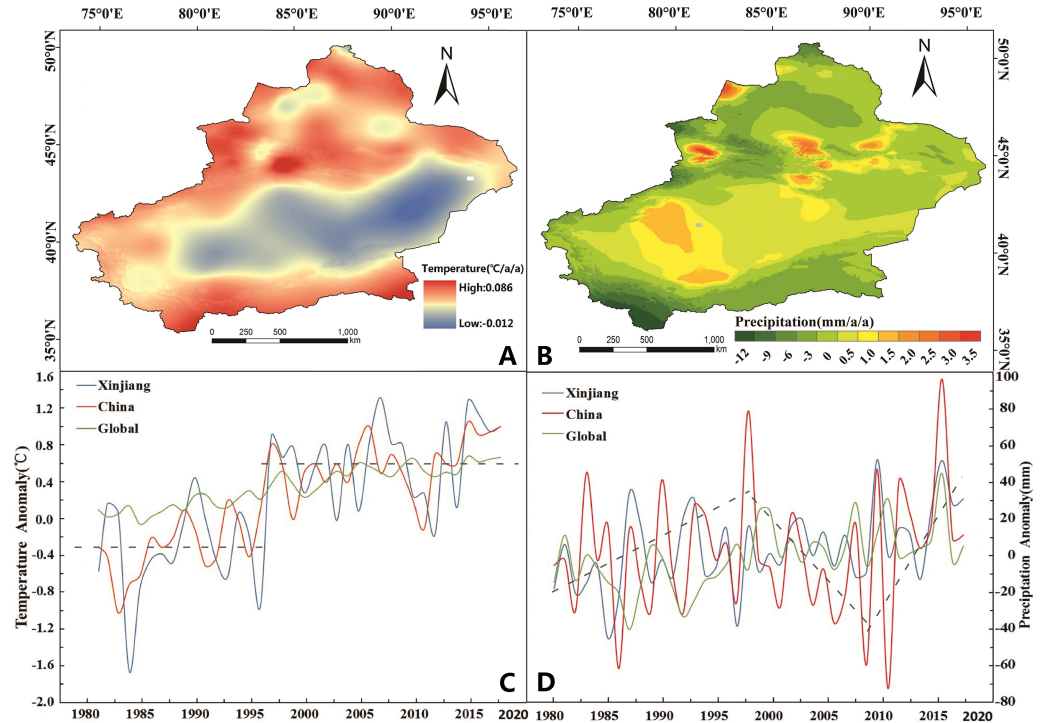 75°0'E 80°0'E 85°0'E 90°0'E 95°0'E 75°0'E 80°0'E 85°0'E 90°0'E 95°0'E
A
B
N
N
50°0'N
45°0'N
40°0'N
35°0'N
50°0'N
45°0'N
40°0'N
35°0'N
Temperature(℃/a/a)
High:0.086
Low:-0.012
0 250 500 1,000
km
Precipitation(mm/a/a)
-12 -9 -6 -3 0 0.5 1.0 1.5 2.0 2.5 3.0 3.5
0 250 500 1,000
km
A
B
Temperature Anomaly(℃)
1.6
1.2
0.8
0.4
0.0
-0.4
-0.8
-1.2
-1.6
-2.0
Xinjiang
China
Global
C
1980 1985 1990 1995 2000 2005 2010 2015 2020
Xinjiang
China
Global
D
100
80
60
40
20
0
-20
-40
-60
-80
Preciptation Anomaly(mm)
1980 1985 1990 1995 2000 2005 2010 2015 2020